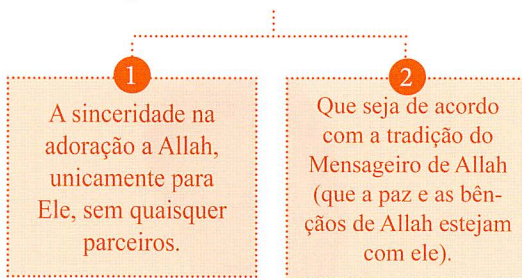 1
A sinceridade na
adoração a Allah,
unicamente para
Ele, sem quaisquer
parceiros.
2
Que seja de acordo
com a tradição do
Mensageiro de Allah
(que a paz e as bên-
çãos de Allah estejam
com ele).